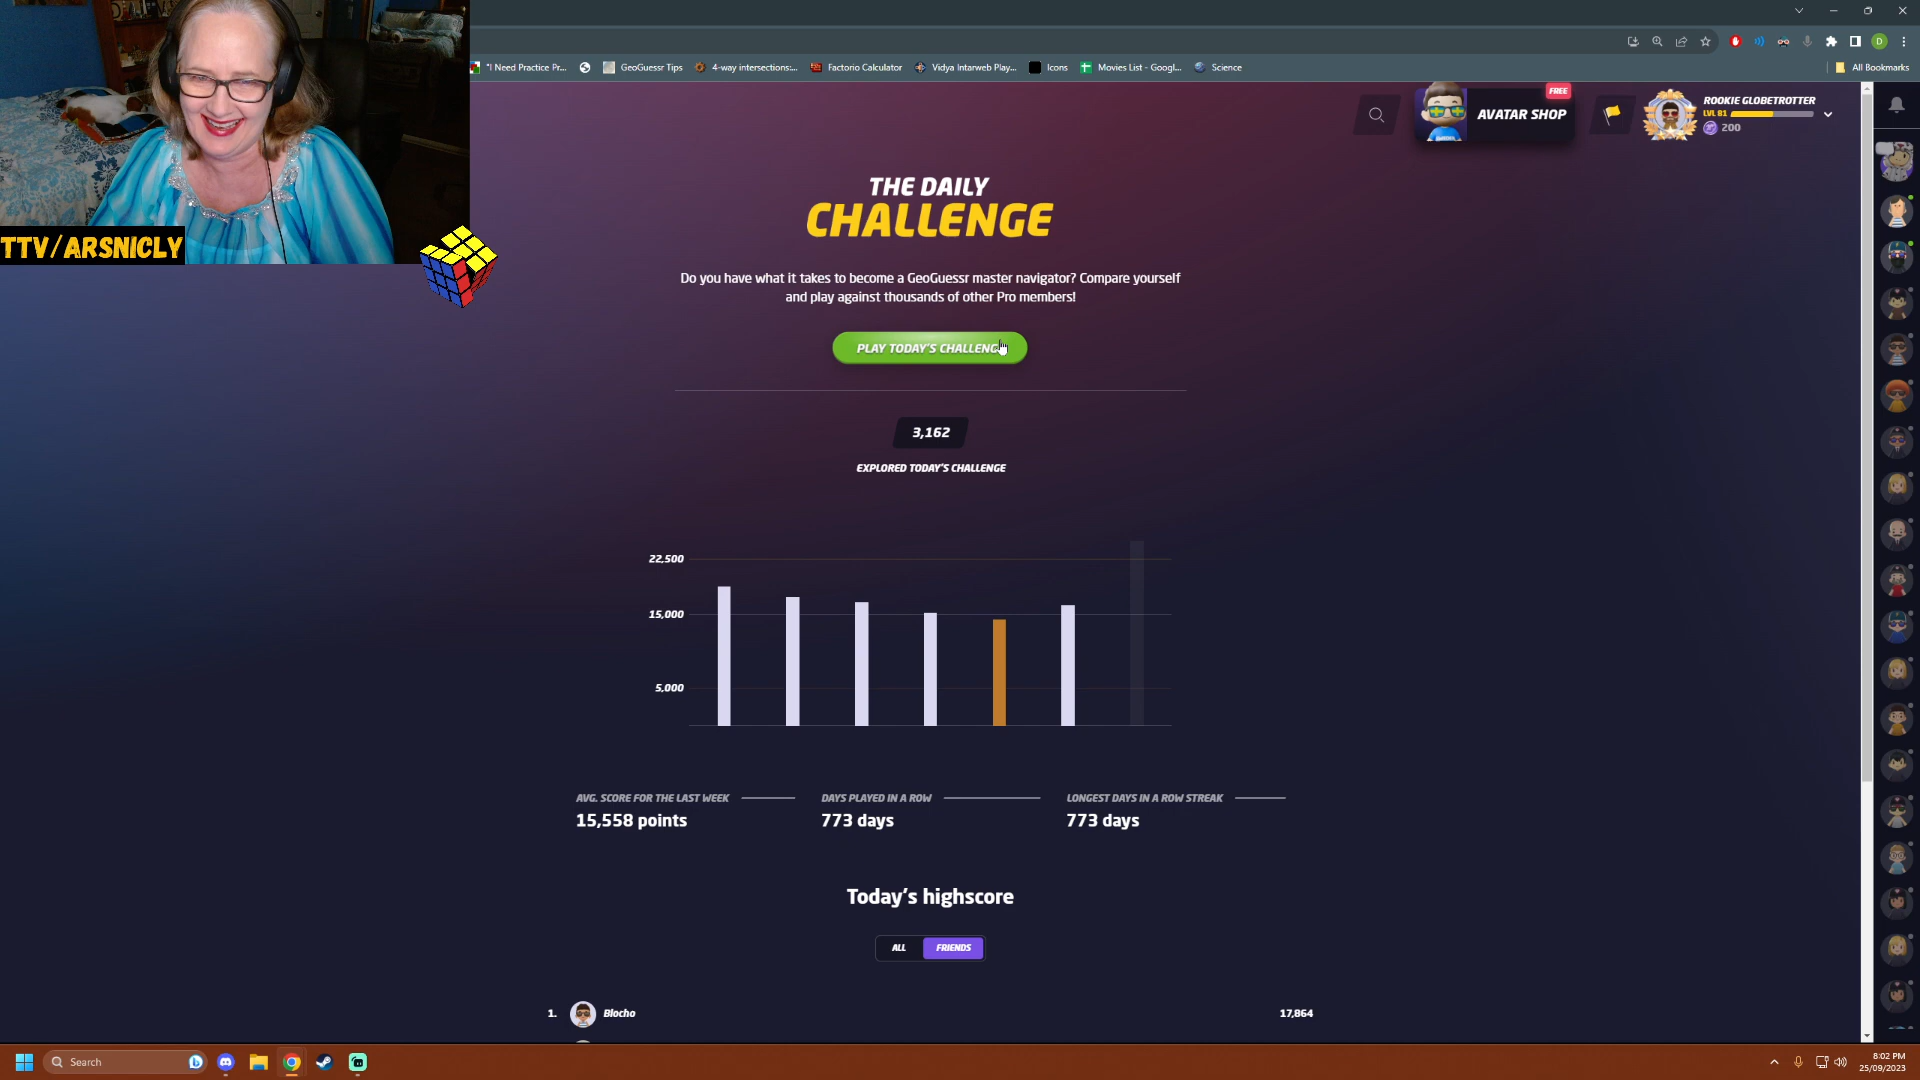 "I Need Practice Pr...
GeoGuessr Tips
4-way intersections:...
Factorio Calculator
Vidya Intarweb Play...
Icons
Movies List - Googl...
Science
All Bookmarks
FREE
AVATAR SHOP
ROOKIE GLOBETROTTER
LVL 81
200
TTV/ARSNICLY
THE DAILY
CHALLENGE
Do you have what it takes to become a GeoGuessr master navigator? Compare yourself
and play against thousands of other Pro members!
PLAY TODAY'S CHALLENGE
3,162
EXPLORED TODAY'S CHALLENGE
22,500
15,000
5,000
AVG. SCORE FOR THE LAST WEEK
15,558 points
DAYS PLAYED IN A ROW
773 days
LONGEST DAYS IN A ROW STREAK
773 days
Today's highscore
ALL
FRIENDS
1.
Blocho
17,864
Search
8:02 PM
25/09/2023